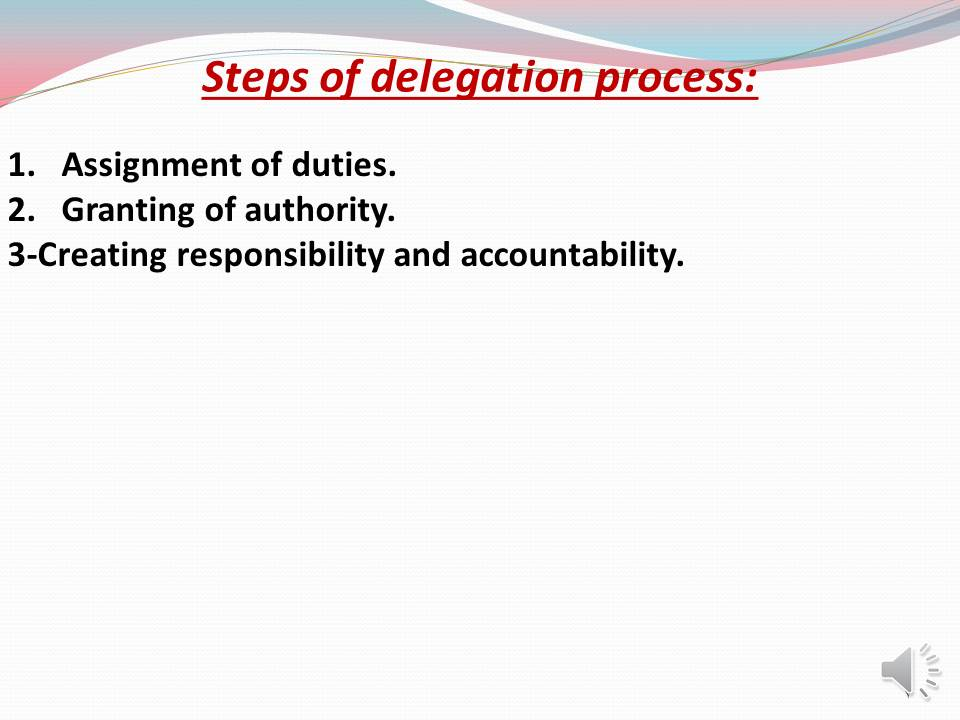 Steps of delegation process:
1. Assignment of duties.
2. Granting of authority.
3-Creating responsibility and accountability.